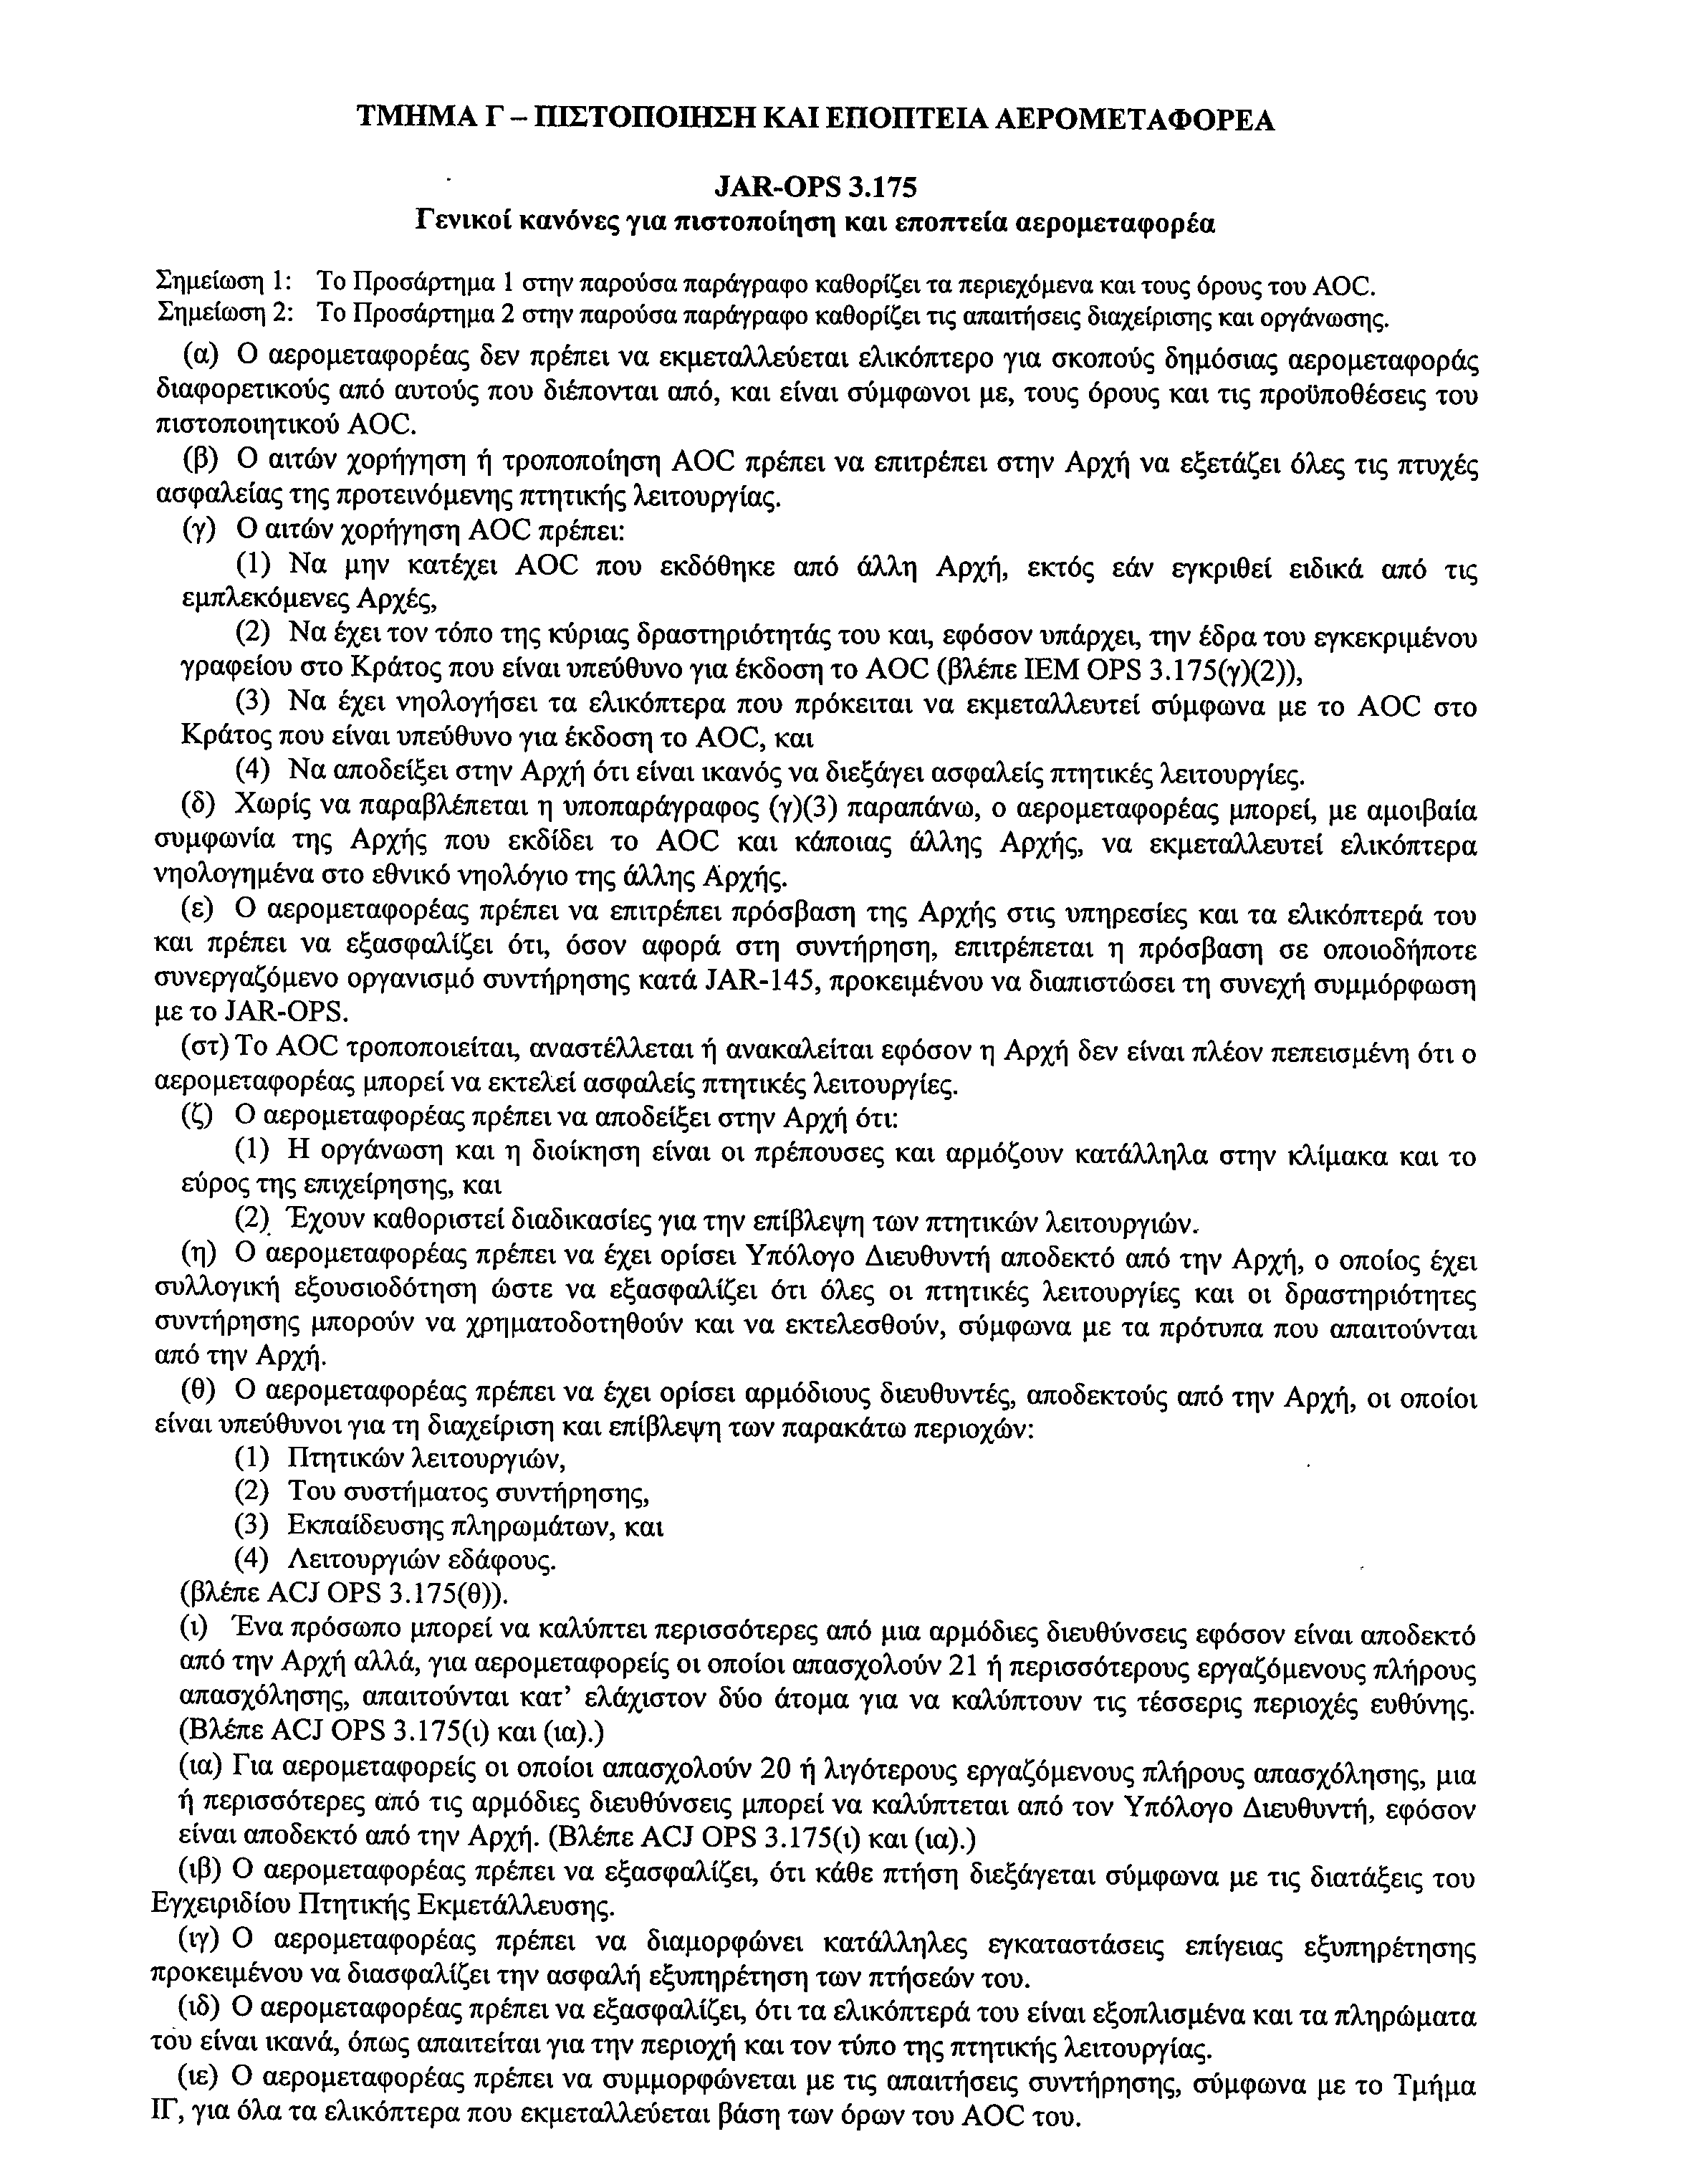 ΤΜΗΜΑ Γ – ΠΙΣΤΟΠΟΙΗΣΗ ΚΑΙ ΕΠΟΠΤΕΙΑ ΑΕΡΟΜΕΤΑΦΟΡΕΑ
JAR-OPS 3.175
Γενικοί κανόνες για πιστοποίηση και εποπτεία αερομεταφορέα
Σημείωση 1: Το Προσάρτημα 1 στην παρούσα παράγραφο καθορίζει τα περιεχόμενα και τους όρους του AOC.
Σημείωση 2: Το Προσάρτημα 2 στην παρούσα παράγραφο καθορίζει τις απαιτήσεις διαχείρισης και οργάνωσης.
(α) Ο αερομεταφορέας δεν πρέπει να εκμεταλλεύεται ελικόπτερο για σκοπούς δημόσιας αερομεταφοράς
διαφορετικούς από αυτούς που διέπονται από, και είναι σύμφωνοι με, τους όρους και τις προϋποθέσεις του
πιστοποιητικού AOC.
(β) Ο αιτών χορήγηση ή τροποποίηση AOC πρέπει να επιτρέπει στην Αρχή να εξετάζει όλες τις πτυχές
ασφαλείας της προτεινόμενης πτητικής λειτουργίας.
(γ) Ο αιτών χορήγηση AOC πρέπει:
(1) Να μην κατέχει AOC που εκδόθηκε από άλλη Αρχή, εκτός εάν εγκριθεί ειδικά από τις
εμπλεκόμενες Αρχές,
(2) Να έχει τον τόπο της κύριας δραστηριότητάς του και, εφόσον υπάρχει, την έδρα του εγκεκριμένου
γραφείου στο Κράτος που είναι υπεύθυνο για έκδοση το AOC (βλέπε IEM OPS 3.175(γ)(2)),
(3) Να έχει νηολογήσει τα ελικόπτερα που πρόκειται να εκμεταλλευτεί σύμφωνα με το AOC στο
Κράτος που είναι υπεύθυνο για έκδοση το AOC, και
(4) Να αποδείξει στην Αρχή ότι είναι ικανός να διεξάγει ασφαλείς πτητικές λειτουργίες.
(δ) Χωρίς να παραβλέπεται η υποπαράγραφος (γ)(3) παραπάνω, ο αερομεταφορέας μπορεί, με αμοιβαία
συμφωνία της Αρχής που εκδίδει το AOC και κάποιας άλλης Αρχής, να εκμεταλλευτεί ελικόπτερα
νηολογημένα στο εθνικό νηολόγιο της άλλης Αρχής.
(ε) Ο αερομεταφορέας πρέπει να επιτρέπει πρόσβαση της Αρχής στις υπηρεσίες και τα ελικόπτερά του
και πρέπει να εξασφαλίζει ότι, όσον αφορά στη συντήρηση, επιτρέπεται η πρόσβαση σε οποιοδήποτε
συνεργαζόμενο οργανισμό συντήρησης κατά JAR-145, προκειμένου να διαπιστώσει τη συνεχή συμμόρφωση
με το JAR-OPS.
(στ) Το AOC τροποποιείται, αναστέλλεται ή ανακαλείται εφόσον η Αρχή δεν είναι πλέον πεπεισμένη ότι ο
αερομεταφορέας μπορεί να εκτελεί ασφαλείς πτητικές λειτουργίες.
(ζ) Ο αερομεταφορέας πρέπει να αποδείξει στην Αρχή ότι:
(1) Η οργάνωση και η διοίκηση είναι οι πρέπουσες και αρμόζουν κατάλληλα στην κλίμακα και το
εύρος της επιχείρησης, και
(2) Έχουν καθοριστεί διαδικασίες για την επίβλεψη των πτητικών λειτουργιών.
(η) Ο αερομεταφορέας πρέπει να έχει ορίσει Υπόλογο Διευθυντή αποδεκτό από την Αρχή, ο οποίος έχει
συλλογική εξουσιοδότηση ώστε να εξασφαλίζει ότι όλες οι πτητικές λειτουργίες και οι δραστηριότητες
συντήρησης μπορούν να χρηματοδοτηθούν και να εκτελεσθούν, σύμφωνα με τα πρότυπα που απαιτούνται
από την Αρχή.
(θ) Ο αερομεταφορέας πρέπει να έχει ορίσει αρμόδιους διευθυντές, αποδεκτούς από την Αρχή, οι οποίοι
είναι υπεύθυνοι για τη διαχείριση και επίβλεψη των παρακάτω περιοχών:
(1) Πτητικών λειτουργιών,
(2) Του συστήματος συντήρησης,
(3) Εκπαίδευσης πληρωμάτων, και
(4) Λειτουργιών εδάφους.
(βλέπε ACJ OPS 3.175(θ)).
(ι) Ένα πρόσωπο μπορεί να καλύπτει περισσότερες από μια αρμόδιες διευθύνσεις εφόσον είναι αποδεκτό
από την Αρχή αλλά, για αερομεταφορείς οι οποίοι απασχολούν 21 ή περισσότερους εργαζόμενους πλήρους
απασχόλησης, απαιτούνται κατ’ ελάχιστον δύο άτομα για να καλύπτουν τις τέσσερις περιοχές ευθύνης.
(Βλέπε ACJ OPS 3.175(ι) και (ια).)
(ια) Για αερομεταφορείς οι οποίοι απασχολούν 20 ή λιγότερους εργαζόμενους πλήρους απασχόλησης, μια
ή περισσότερες από τις αρμόδιες διευθύνσεις μπορεί να καλύπτεται από τον Υπόλογο Διευθυντή, εφόσον
είναι αποδεκτό από την Αρχή. (Βλέπε ACJ OPS 3.175(ι) και (ια).)
(ιβ) Ο αερομεταφορέας πρέπει να εξασφαλίζει, ότι κάθε πτήση διεξάγεται σύμφωνα με τις διατάξεις του
Εγχειριδίου Πτητικής Εκμετάλλευσης.
(ιγ) Ο αερομεταφορέας πρέπει να διαμορφώνει κατάλληλες εγκαταστάσεις επίγειας εξυπηρέτησης
προκειμένου να διασφαλίζει την ασφαλή εξυπηρέτηση των πτήσεών του.
(ιδ) Ο αερομεταφορέας πρέπει να εξασφαλίζει, ότι τα ελικόπτερά του είναι εξοπλισμένα και τα πληρώματα
του είναι ικανά, όπως απαιτείται για την περιοχή και τον τύπο της πτητικής λειτουργίας.
(ιε) Ο αερομεταφορέας πρέπει να συμμορφώνεται με τις απαιτήσεις συντήρησης, σύμφωνα με το Τμήμα
ΙΓ, για όλα τα ελικόπτερα που εκμεταλλεύεται βάση των όρων του AOC του.